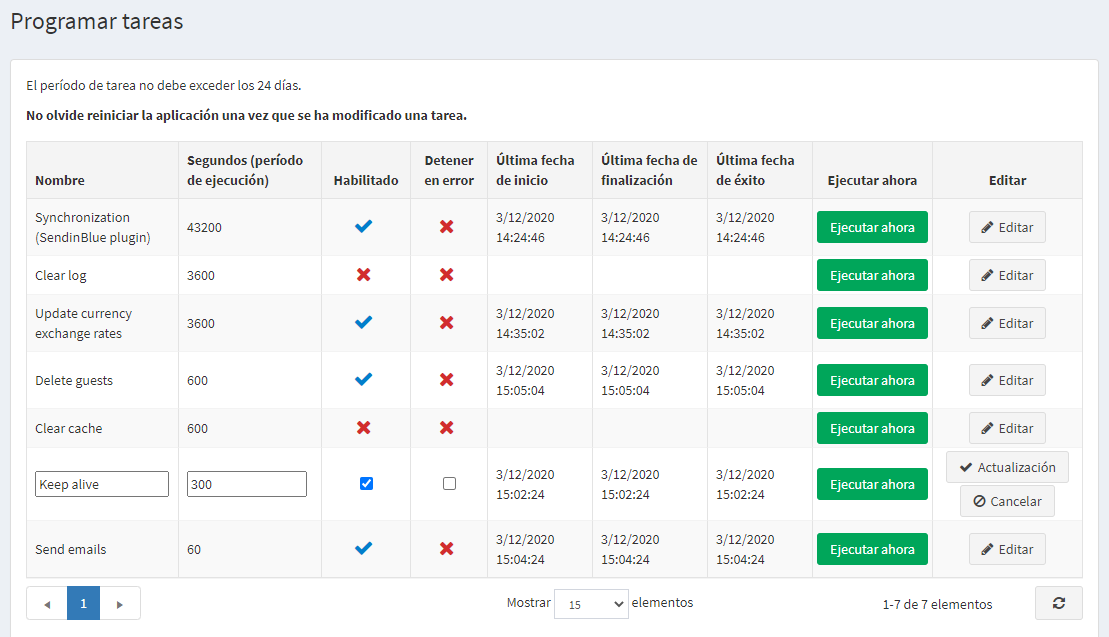 Programar tareas
El período de tarea no debe exceder los 24 días.
No olvide reiniciar la aplicación una vez que se ha modificado una tarea.
Nombre
Segundos (período
de ejecución)
Habilitado
Detener
en error
Última fecha
de inicio
Última fecha de
finalización
Última fecha
de éxito
Ejecutar ahora
Editar
Synchronization
(SendinBlue plugin)
43200
3/12/2020
14:24:46
3/12/2020
14:24:46
3/12/2020
14:24:46
Ejecutar ahora
Editar
Clear log
3600
Ejecutar ahora
Editar
Update currency
exchange rates
3600
3/12/2020
14:35:02
3/12/2020
14:35:02
3/12/2020
14:35:02
Ejecutar ahora
Editar
Delete guests
600
3/12/2020
15:05:04
3/12/2020
15:05:04
3/12/2020
15:05:04
Ejecutar ahora
Editar
Clear cache
600
Ejecutar ahora
Editar
Keep alive
300
3/12/2020
15:02:24
3/12/2020
15:02:24
3/12/2020
15:02:24
Ejecutar ahora
Actualización
Cancelar
Send emails
60
3/12/2020
15:04:24
3/12/2020
15:04:24
3/12/2020
15:04:24
Ejecutar ahora
Editar
1
Mostrar 15 elementos
1-7 de 7 elementos